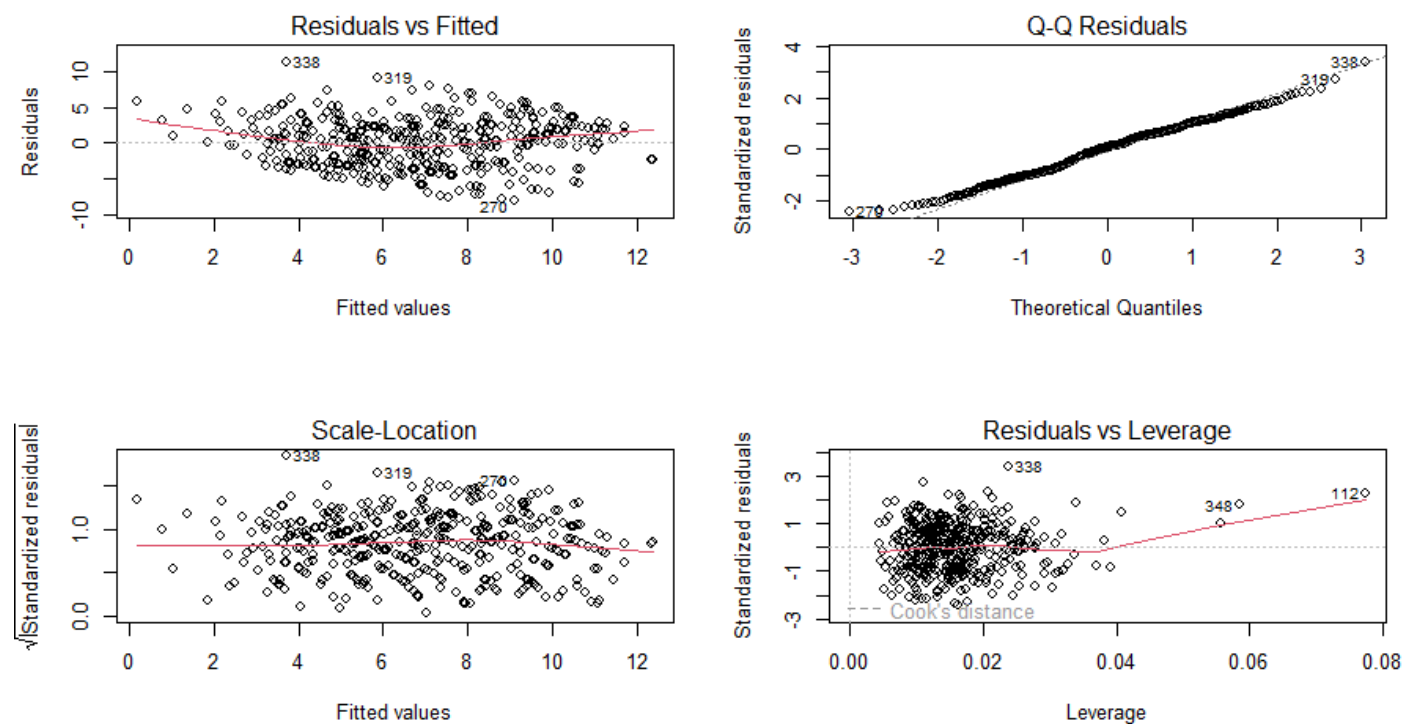 Residuals vs Fitted
Residuals
10
5
0
-10
338
319
270
0 2 4 6 8 10 12
Fitted values
Q-Q Residuals
Standardized residuals
4
2
0
-2
338
319
270
-3 -2 -1 0 1 2 3
Theoretical Quantiles
Scale-Location
√|Standardized residuals|
1.0
0.0
338
319
270
0 2 4 6 8 10 12
Fitted values
Residuals vs Leverage
Standardized residuals
3
1
-1
-3
338
348
112
Cook's distance
0.00 0.02 0.04 0.06 0.08
Leverage